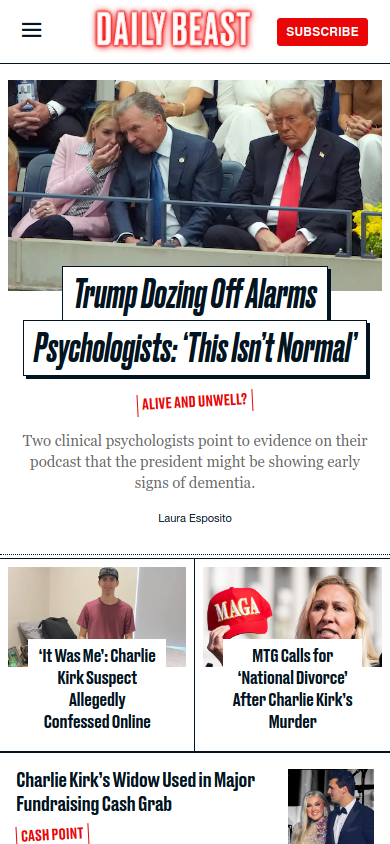 DAILY BEAST
SUBSCRIBE
Trump Dozing Off Alarms
Psychologists: ‘This Isn’t Normal’
ALIVE AND UNWELL?
Two clinical psychologists point to evidence on their
podcast that the president might be showing early
signs of dementia.
Laura Esposito
‘It Was Me’: Charlie
Kirk Suspect
Allegedly
Confessed Online
MAGA
MTG Calls for
‘National Divorce’
After Charlie Kirk’s
Murder
Charlie Kirk’s Widow Used in Major
Fundraising Cash Grab
CASH POINT